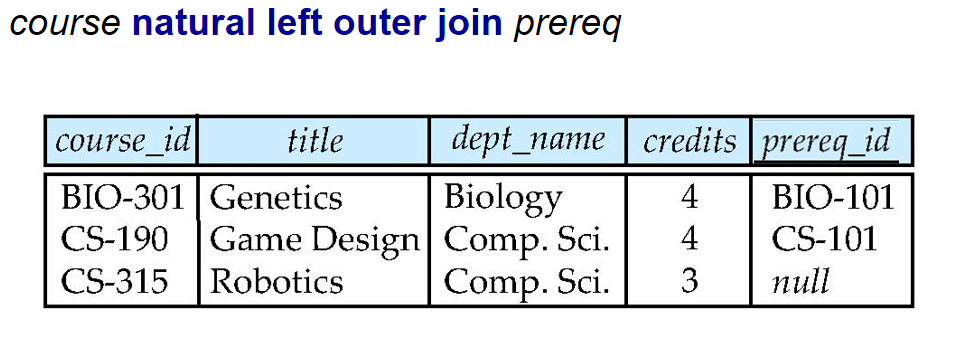 course natural left outer join prereq
course_id title dept_name credits prereq_id
BIO-301 Genetics Biology 4 BIO-101
CS-190 Game Design Comp. Sci. 4 CS-101
CS-315 Robotics Comp. Sci. 3 null